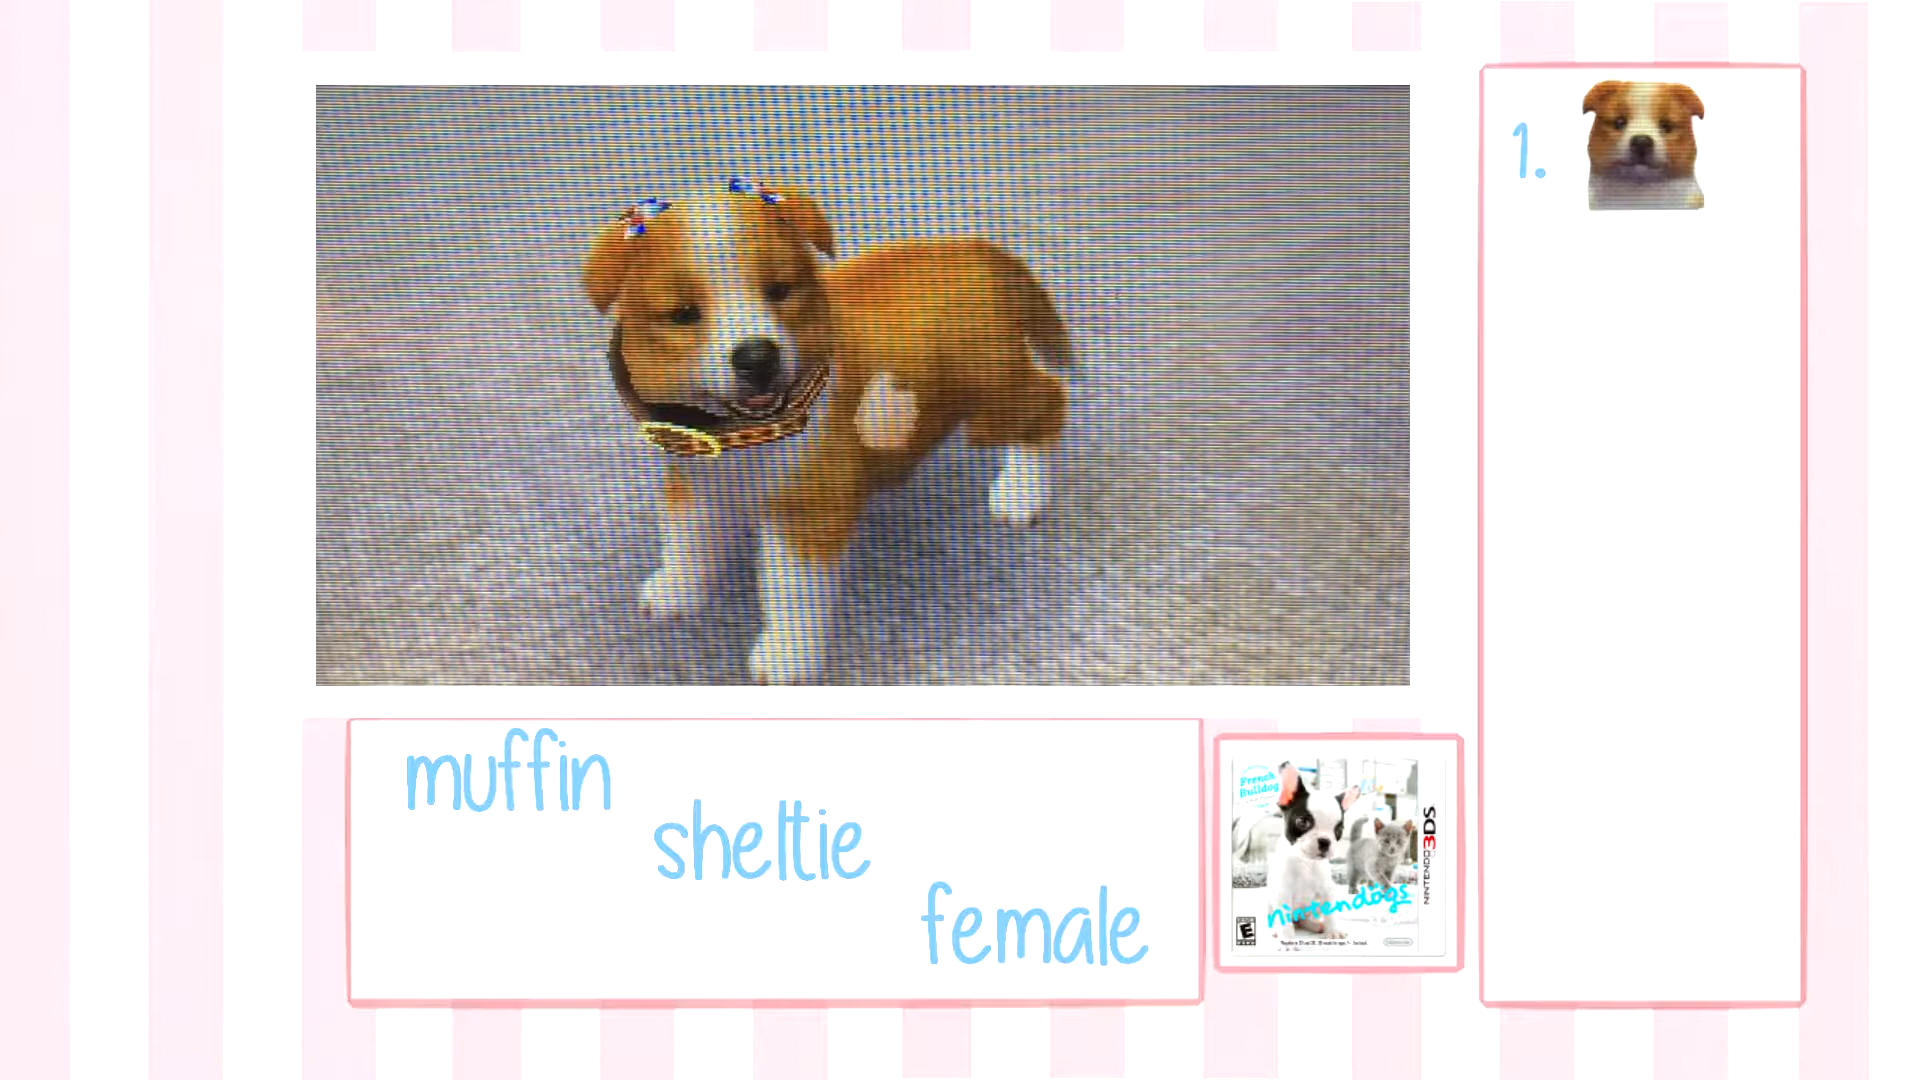 1.
muffin
sheltie
female
French
Bulldog
nintendogs
NINTENDO 3DS
E